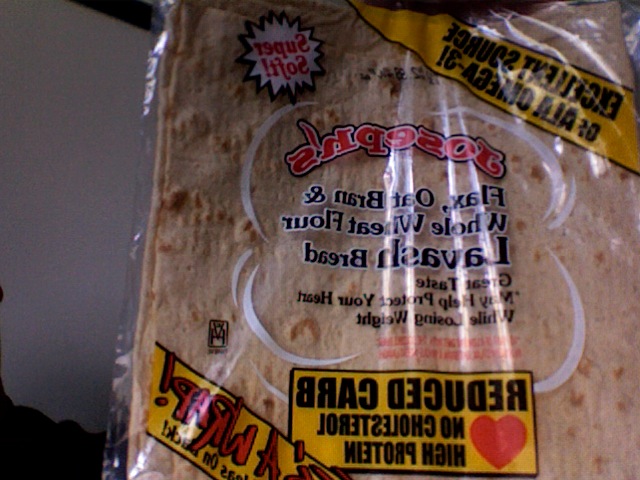 Super
Soft!
EXCELLENT SOURCE
OF ALA OMEGA-3!
Joseph's
Flax, Oat Bran &
Whole Wheat Flour
Lavash Bread
Great Taste
"May Help Protect Your Heart
While Losing Weight
REDUCED CARB
NO CHOLESTEROL
HIGH PROTEIN
A WRAP!
Ideas On Back!